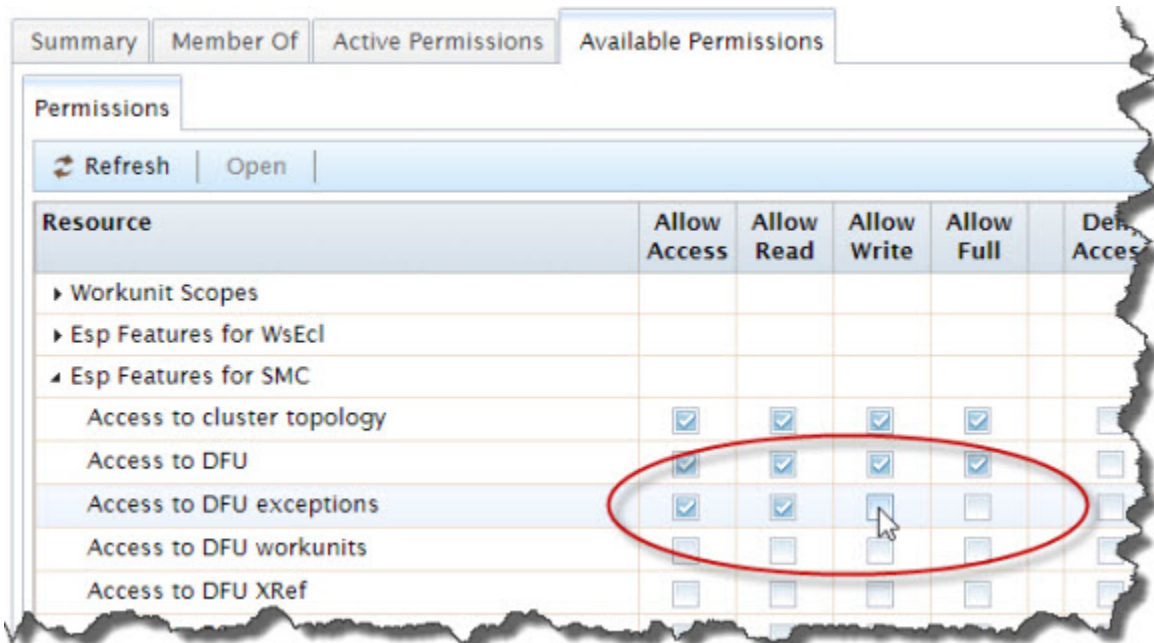 Summary Member Of Active Permissions Available Permissions
Permissions
Refresh Open
Resource Allow Access Allow Read Allow Write Allow Full Access
Workunit Scopes
Esp Features for WsEcl
Esp Features for SMC
Access to cluster topology
Access to DFU
Access to DFU exceptions
Access to DFU workunits
Access to DFU XRef